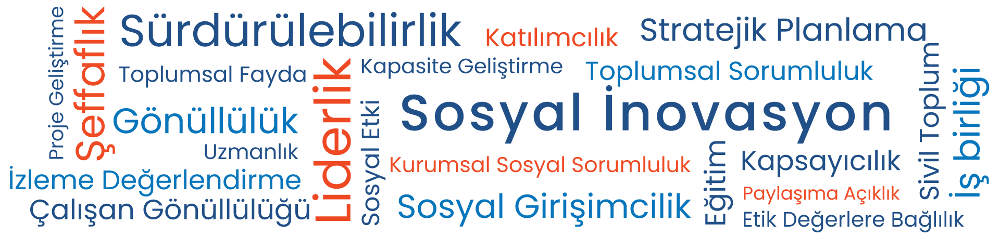 Proje Geliştirme
Şeffaflık
Sürdürülebilirlik
Katılımcılık
Stratejik Planlama
Toplumsal Fayda
Liderlik
Kapasite Geliştirme
Toplumsal Sorumluluk
Sivil Toplum
İş birliği
Gönüllülük
Sosyal Etki
Sosyal İnovasyon
Uzmanlık
Kurumsal Sosyal Sorumluluk
Eğitim
Kapsayıcılık
İzleme Değerlendirme
Paylaşıma Açıklık
Çalışan Gönüllülüğü
Sosyal Girişimcilik
Etik Değerlere Bağlılık